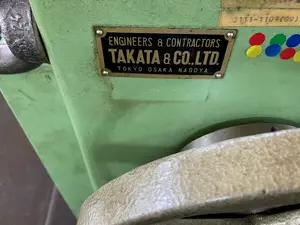 ENGINEERS & CONTRACTORS
TAKATA & CO., LTD.
TOKYO OSAKA NAGOYA